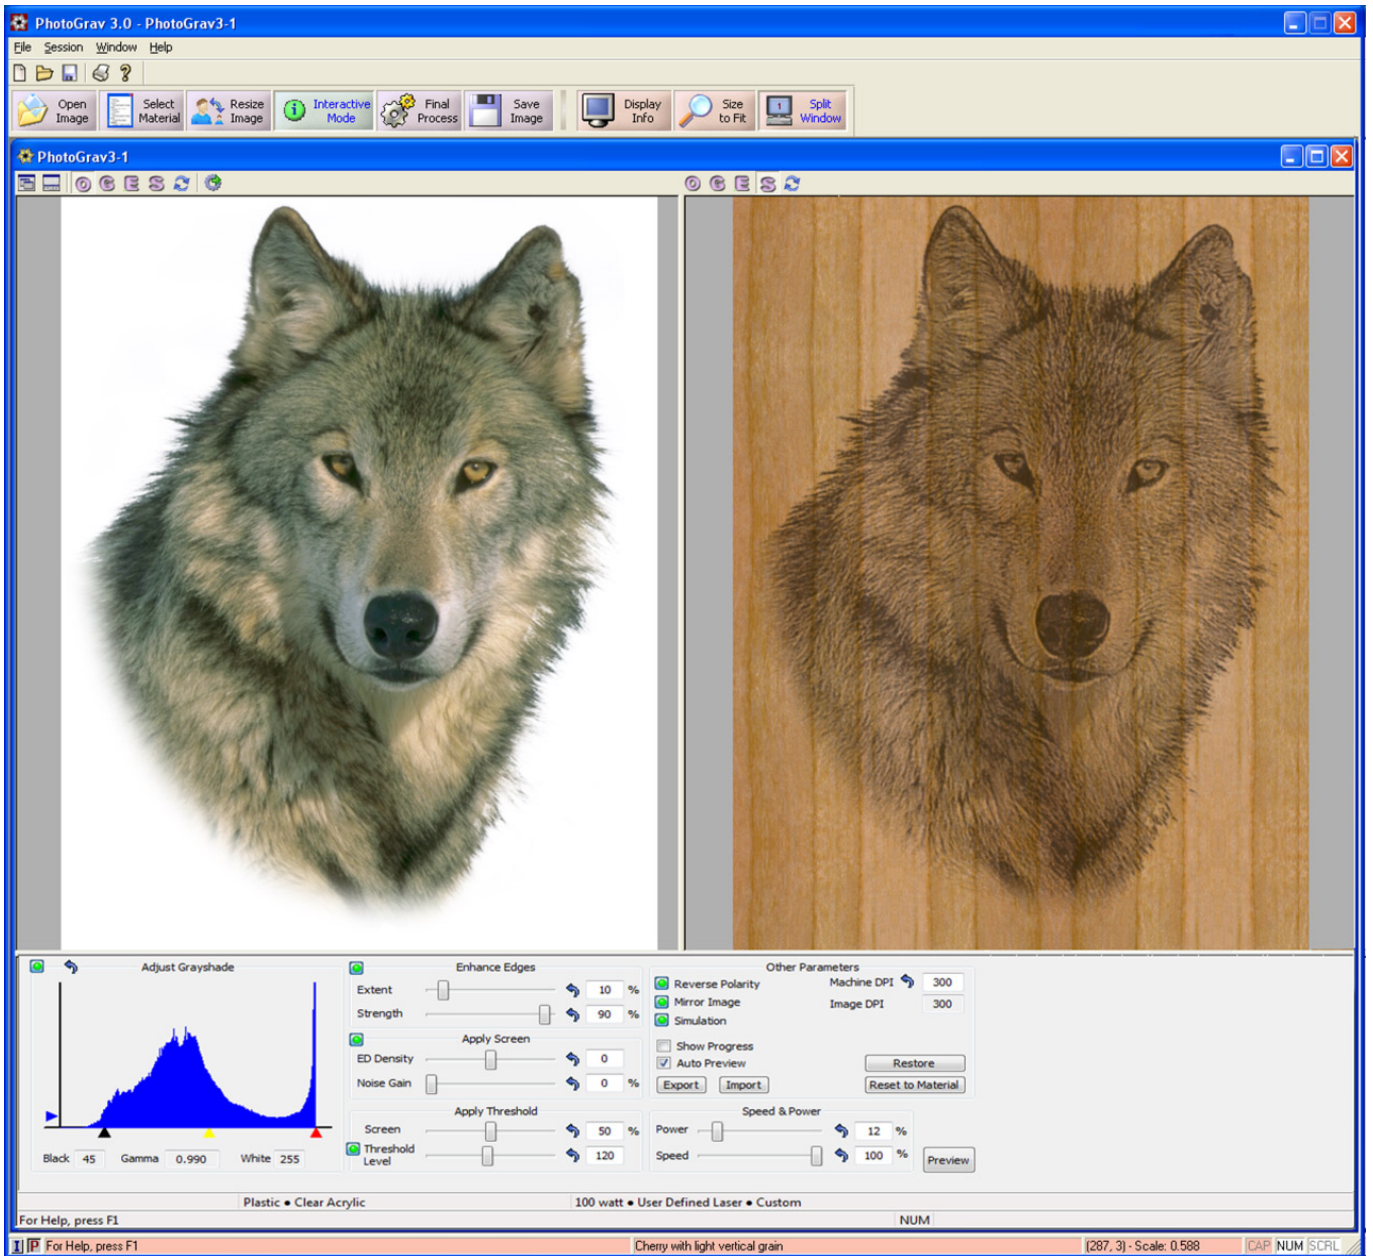 PhotoGrav 3.0 - PhotoGrav3-1
File Session Window Help
Open Image Select Material Resize Image Interactive Mode Final Process Save Image Display Info Size to Fit 1 Split Window
PhotoGrav3-1
O G E S
O G E S
Adjust Grayshade
Black 45 Gamma 0.990 White 255
Enhance Edges
Extent 10 %
Strength 90 %
Apply Screen
ED Density 0
Noise Gain 0 %
Apply Threshold
Screen 50 %
Threshold Level 120
Other Parameters
Reverse Polarity Machine DPI 300
Mirror Image Image DPI 300
Simulation
Show Progress
Auto Preview Restore
Export Import Reset to Material
Speed & Power
Power 12 %
Speed 100 % Preview
Plastic • Clear Acrylic 100 watt • User Defined Laser • Custom
For Help, press F1 NUM
I P For Help, press F1 Cherry with light vertical grain (287, 3) - Scale: 0.588 CAP NUM SCRL